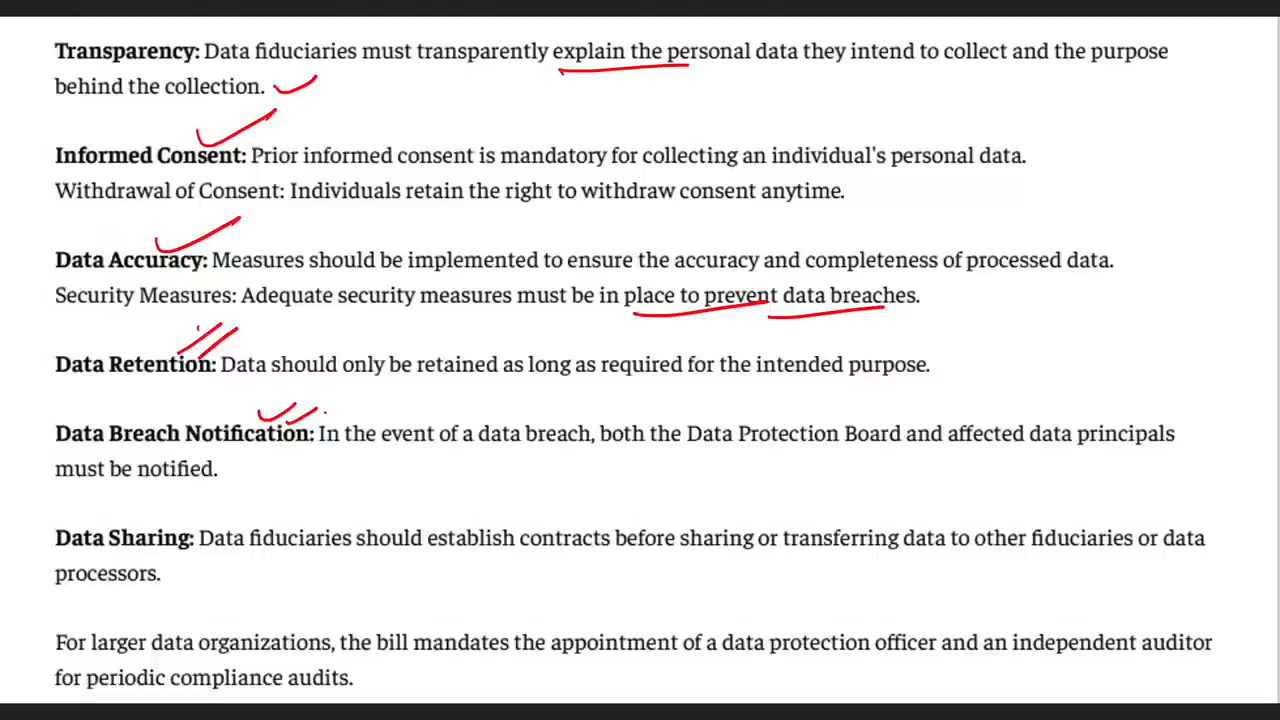 Transparency: Data fiduciaries must transparently explain the personal data they intend to collect and the purpose
behind the collection.
Informed Consent: Prior informed consent is mandatory for collecting an individual's personal data.
Withdrawal of Consent: Individuals retain the right to withdraw consent anytime.
Data Accuracy: Measures should be implemented to ensure the accuracy and completeness of processed data.
Security Measures: Adequate security measures must be in place to prevent data breaches.
Data Retention: Data should only be retained as long as required for the intended purpose.
Data Breach Notification: In the event of a data breach, both the Data Protection Board and affected data principals
must be notified.
Data Sharing: Data fiduciaries should establish contracts before sharing or transferring data to other fiduciaries or data
processors.
For larger data organizations, the bill mandates the appointment of a data protection officer and an independent auditor
for periodic compliance audits.